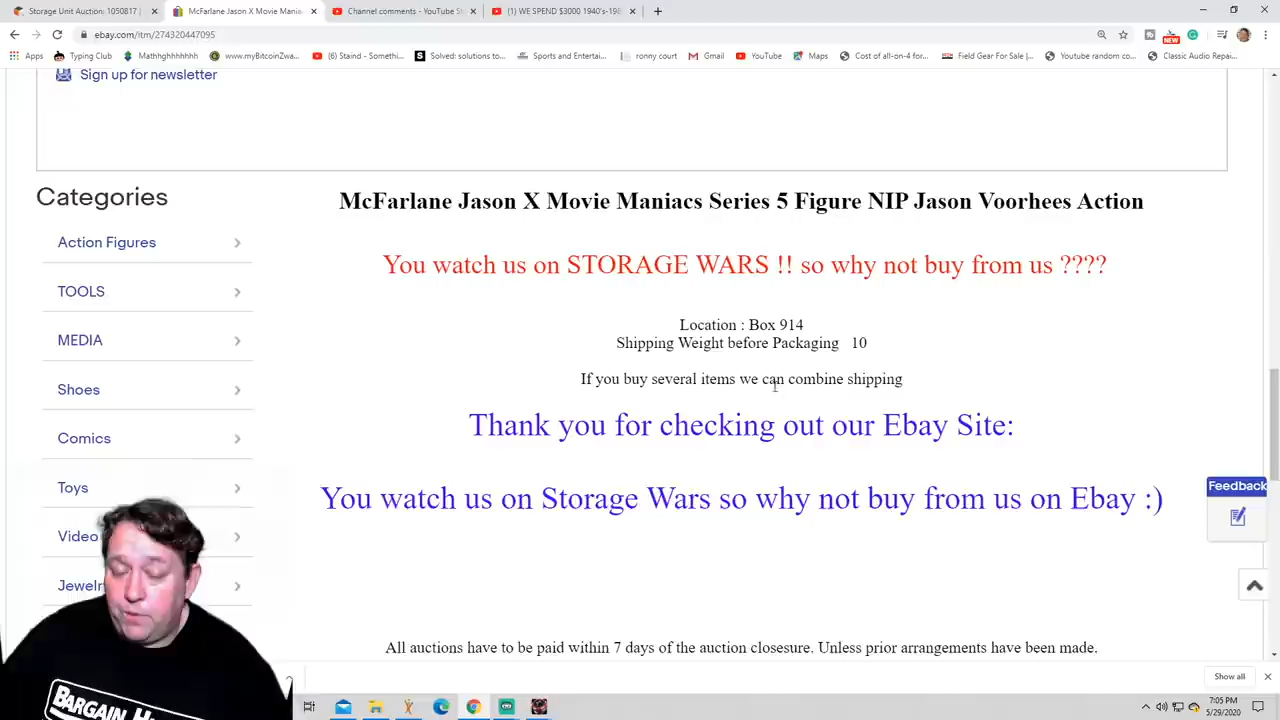 Storage Unit Auction: 1050817
McFarlane Jason X Movie Mania
Channel comments - YouTube St
(1) WE SPEND $3000 1940's-198
ebay.com/itm/274320447095
Apps
Typing Club
Mathhghhhhhh
www.myBitcoinZwa...
(6) Staind - Somethi...
Solved: solutions to...
Sports and Entertai...
ronny court
Gmail
YouTube
Maps
Cost of all-on-4 for...
Field Gear For Sale |...
Youtube random co...
Classic Audio Repai...
NEW
Sign up for newsletter
Categories
Action Figures
TOOLS
MEDIA
Shoes
Comics
Toys
Video
Jewelr
McFarlane Jason X Movie Maniacs Series 5 Figure NIP Jason Voorhees Action
You watch us on STORAGE WARS !! so why not buy from us ????
Location : Box 914
Shipping Weight before Packaging 10
If you buy several items we can combine shipping
Thank you for checking out our Ebay Site:
You watch us on Storage Wars so why not buy from us on Ebay :)
All auctions have to be paid within 7 days of the auction closesure. Unless prior arrangements have been made.
Feedback
BARGAIN H
Show all
7:05 PM
5/29/2020